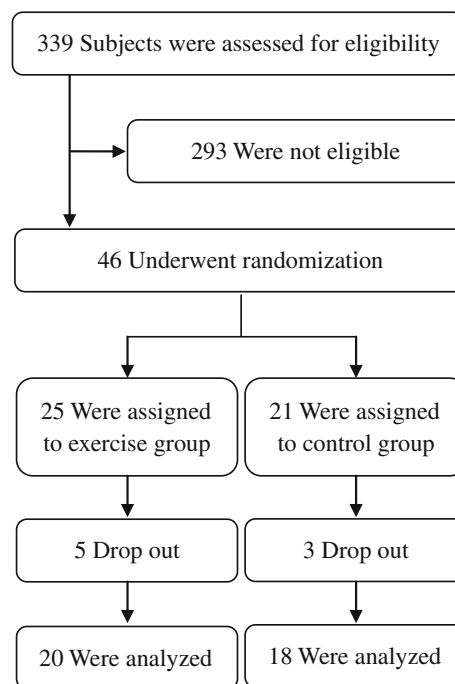 339 Subjects were assessed for eligibility
293 Were not eligible
46 Underwent randomization
25 Were assigned
to exercise group
21 Were assigned
to control group
5 Drop out
3 Drop out
20 Were analyzed
18 Were analyzed